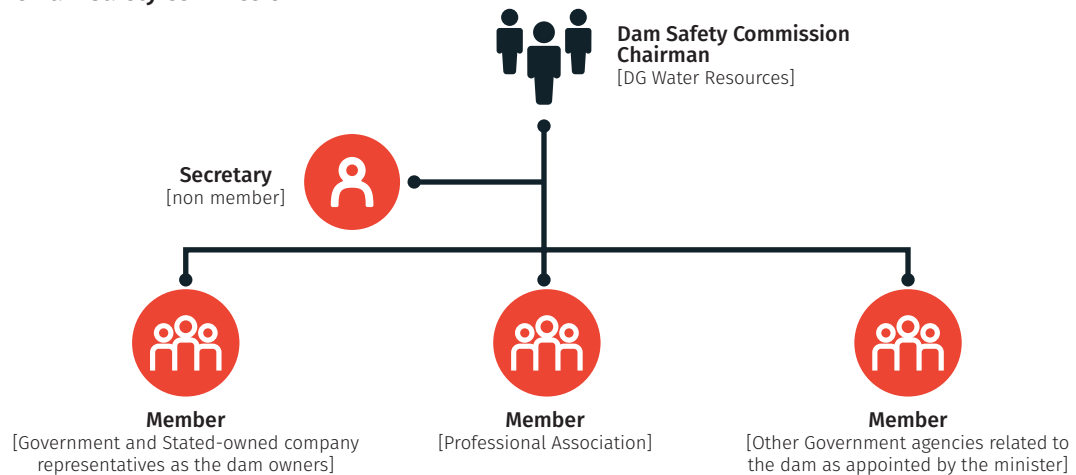 Dam Safety Commission
Chairman
[DG Water Resources]
Secretary
[non member]
Member
[Government and Stated-owned company
representatives as the dam owners]
Member
[Professional Association]
Member
[Other Government agencies related to
the dam as appointed by the minister]